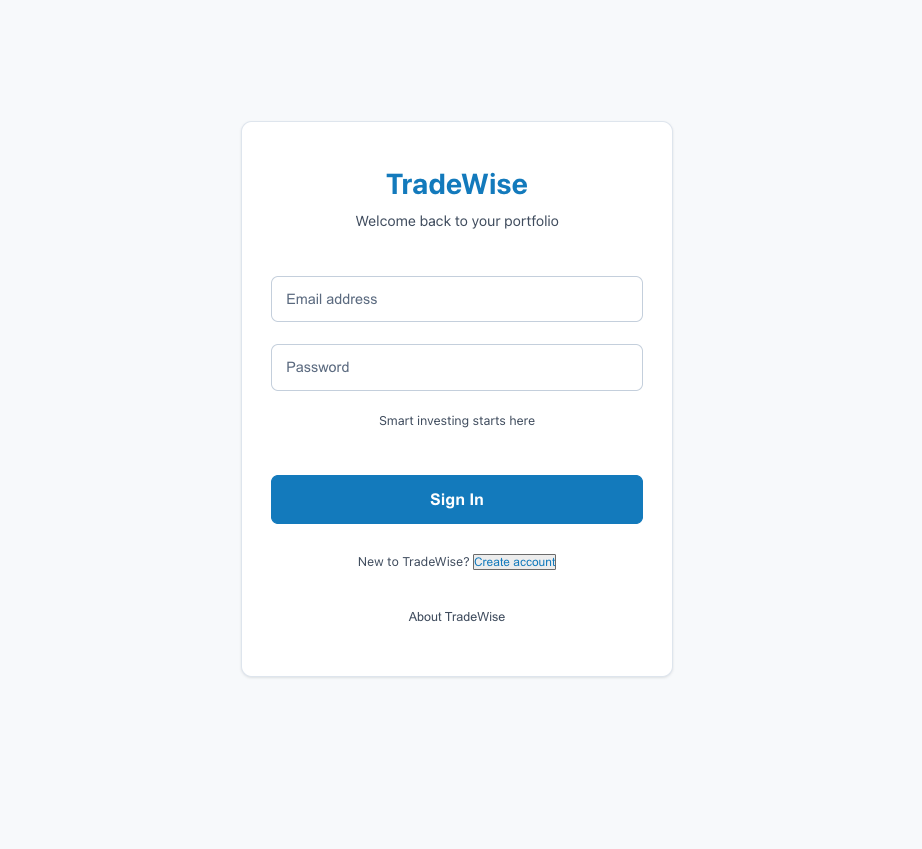 TradeWise
Welcome back to your portfolio
Email address
Password
Smart investing starts here
Sign In
New to TradeWise? Create account
About TradeWise